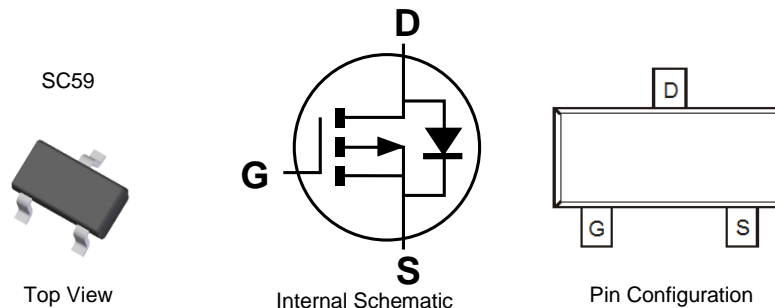 SC59
Top View
D
G
S
Internal Schematic
D
G S
Pin Configuration